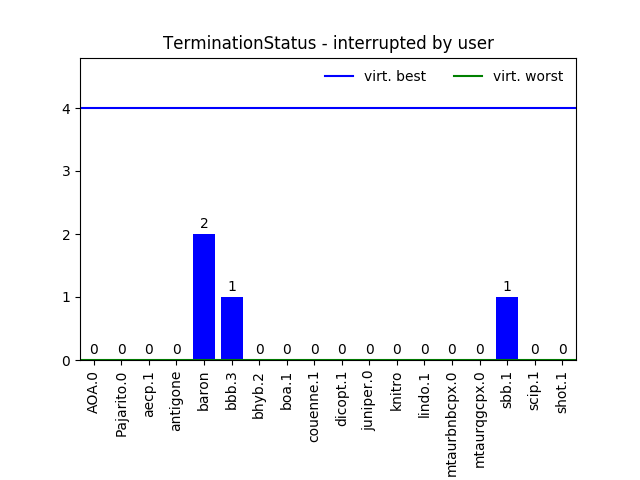 TerminationStatus - interrupted by user
virt. best
virt. worst
4
3
2
1
0
0
0
0
0
2
1
0
0
0
0
0
0
0
0
0
1
0
0
AOA.0
Pajarito.0
aecp.1
antigone
baron
bbb.3
bhyb.2
boa.1
couenne.1
dicopt.1
juniper.0
knitro
lindo.1
mtaurbnbcpx.0
mtaurqgcpx.0
sbb.1
scip.1
shot.1